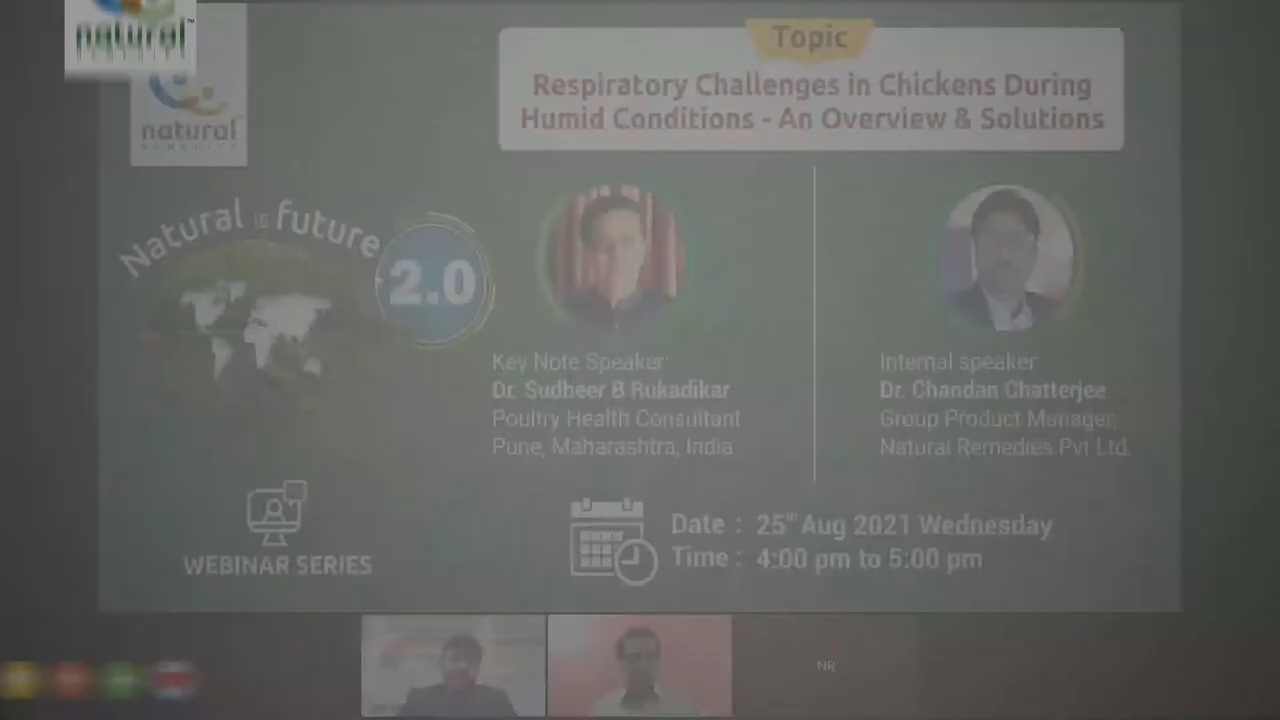 natural™
natural
REMEDIES
Topic
Respiratory Challenges in Chickens During
Humid Conditions - An Overview & Solutions
Natural is future
2.0
Key Note Speaker:
Dr. Sudheer B Rukadikar
Poultry Health Consultant
Pune, Maharashtra, India
Internal speaker
Dr. Chandan Chatterjee
Group Product Manager,
Natural Remedies Pvt Ltd.
WEBINAR SERIES
Date : 25th Aug 2021 Wednesday
Time : 4:00 pm to 5:00 pm
NR